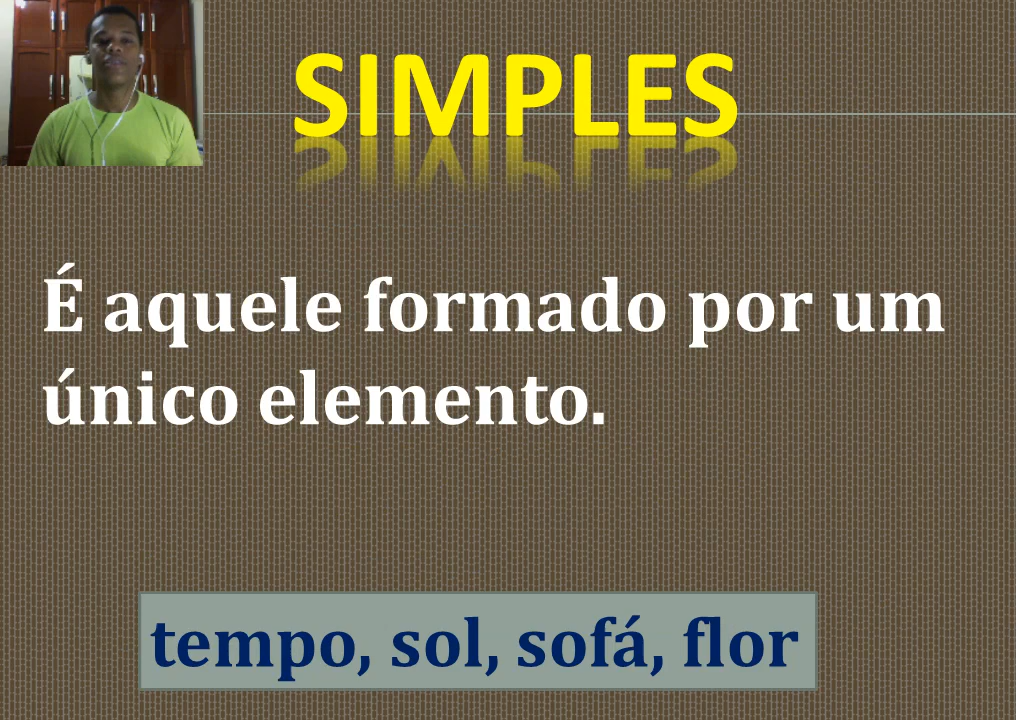 SIMPLES
É aquele formado por um
único elemento.
tempo, sol, sofá, flor